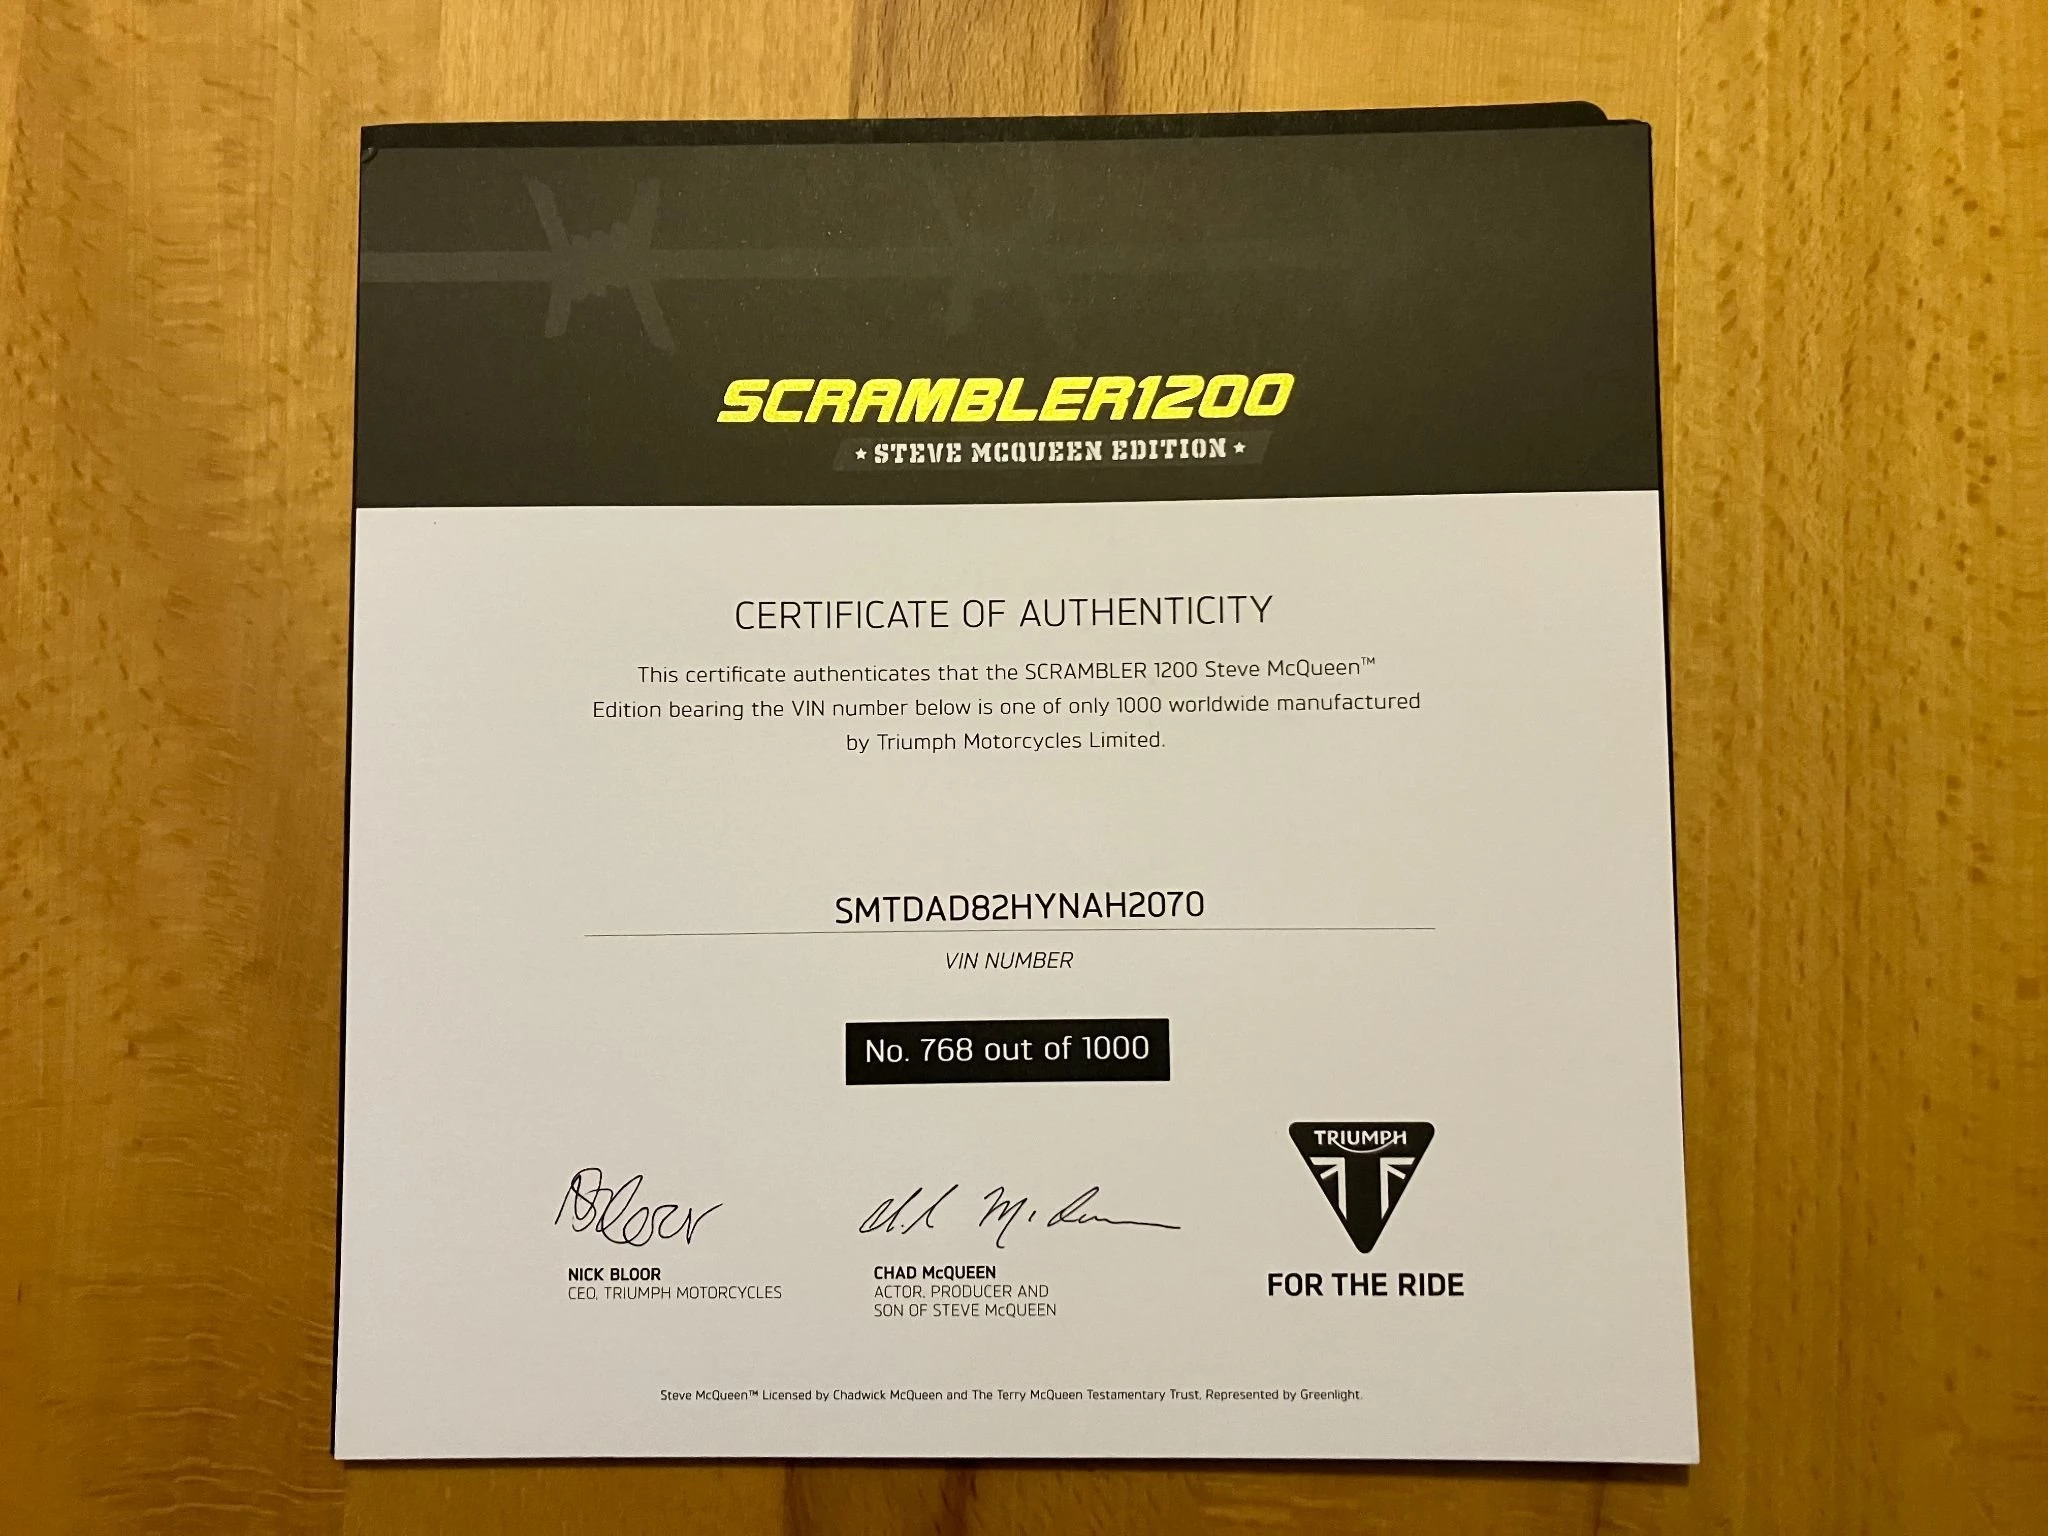 SCRAMBLER1200
★ STEVE MCQUEEN EDITION ★
CERTIFICATE OF AUTHENTICITY
This certificate authenticates that the SCRAMBLER 1200 Steve McQueen™
Edition bearing the VIN number below is one of only 1000 worldwide manufactured
by Triumph Motorcycles Limited.
SMTDAD82HYNAH2070
VIN NUMBER
No. 768 out of 1000
NBloor
NICK BLOOR
CEO, TRIUMPH MOTORCYCLES
CHAD McQUEEN
ACTOR, PRODUCER AND
SON OF STEVE McQUEEN
TRIUMPH
FOR THE RIDE
Steve McQueen™ Licensed by Chadwick McQueen and The Terry McQueen Testamentary Trust, Represented by Greenlight.